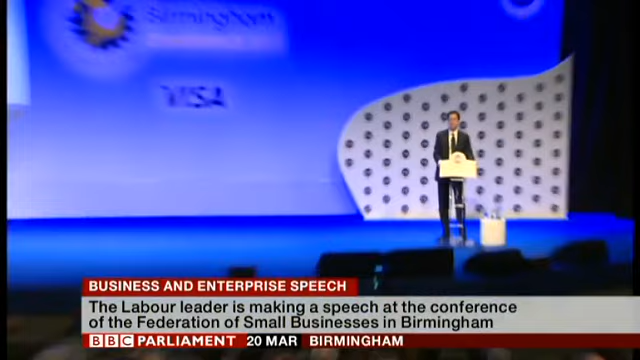 Birmingham
VISA
BUSINESS AND ENTERPRISE SPEECH
The Labour leader is making a speech at the conference
of the Federation of Small Businesses in Birmingham
BBC PARLIAMENT 20 MAR BIRMINGHAM